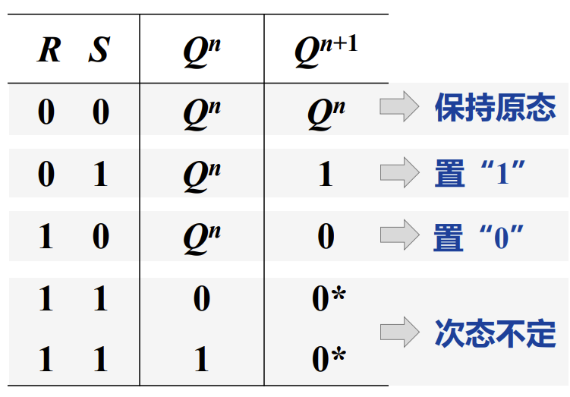 R S Qⁿ Qⁿ⁺¹
0 0 Qⁿ Qⁿ 保持原态
0 1 Qⁿ 1 置“1”
1 0 Qⁿ 0 置“0”
1 1 0 0*
次态不定
1 1 1 0*